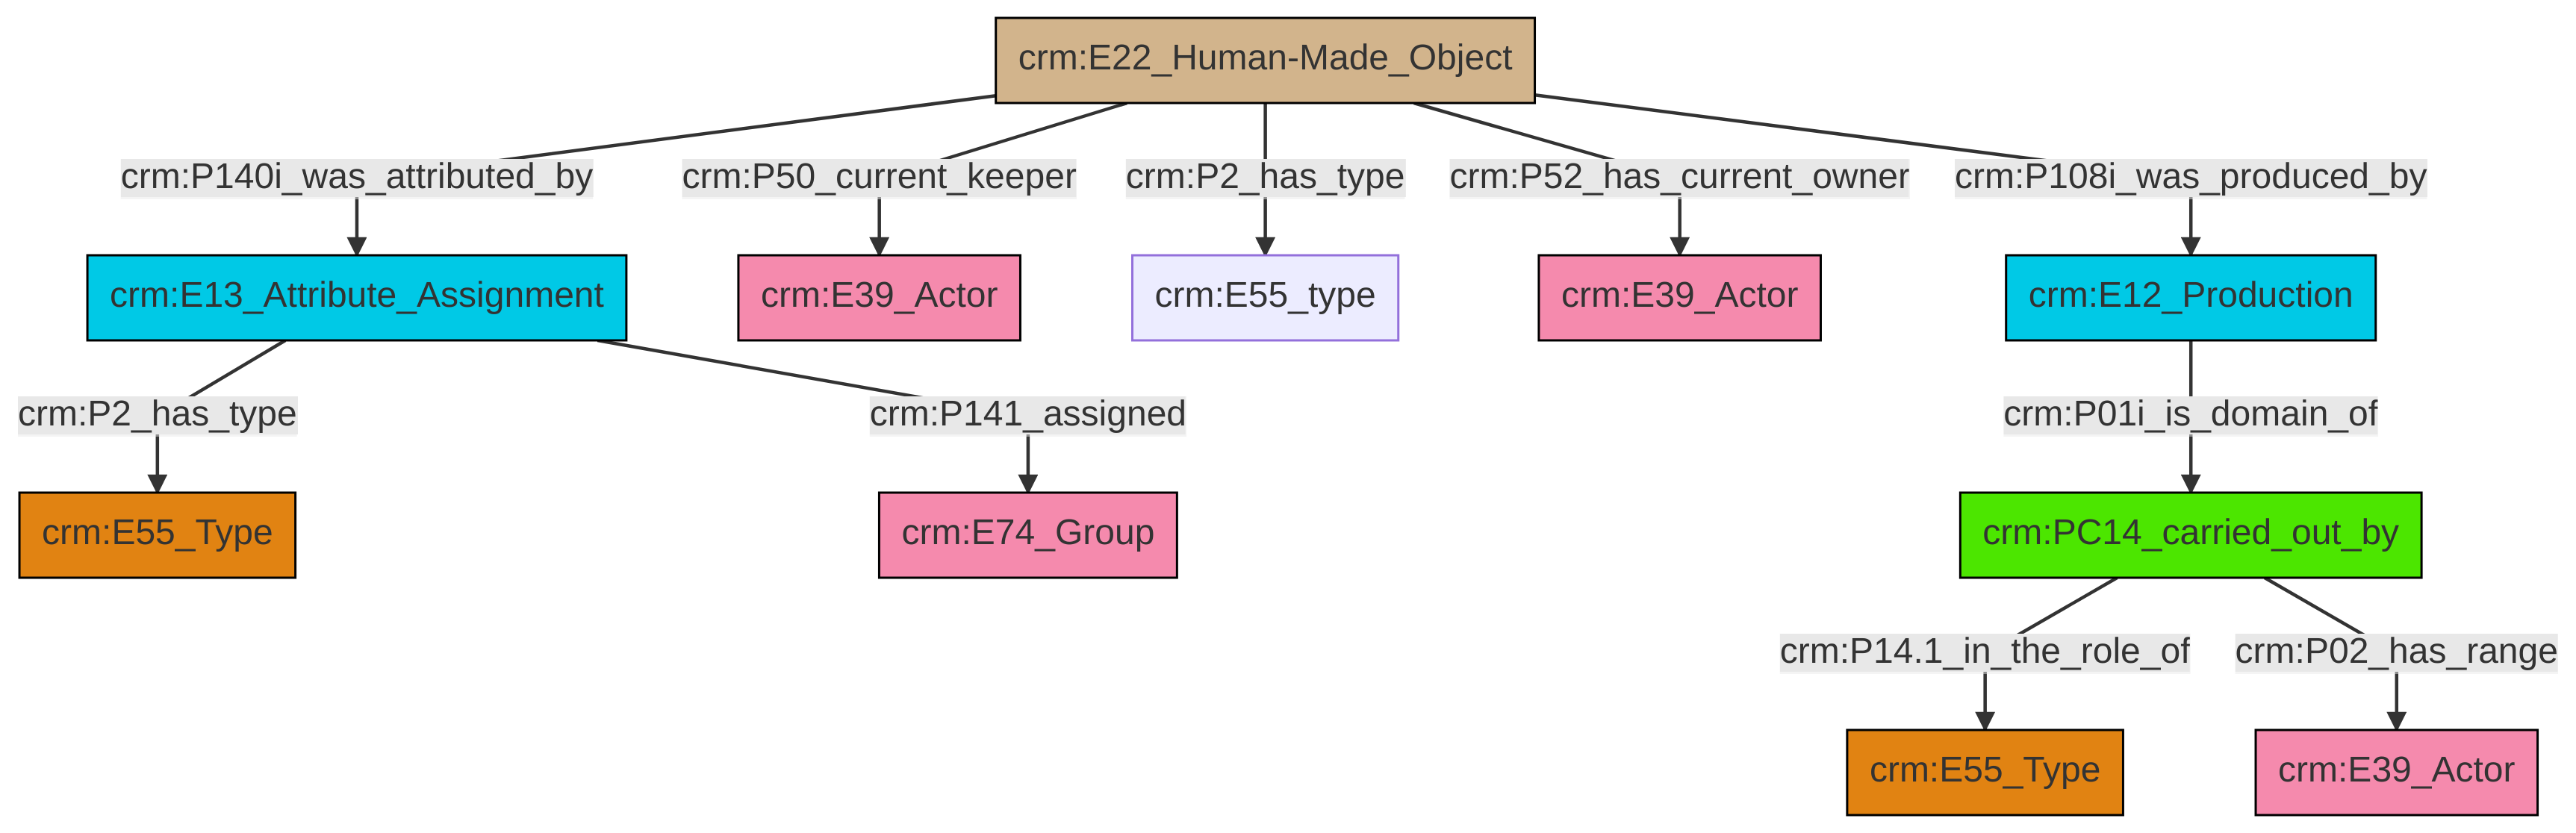 crm:E22_Human-Made_Object
crm:P140i_was_attributed_by
crm:P50_current_keeper
crm:P2_has_type
crm:P52_has_current_owner
crm:P108i_was_produced_by
crm:E13_Attribute_Assignment
crm:E39_Actor
crm:E55_type
crm:E39_Actor
crm:E12_Production
crm:P2_has_type
crm:P141_assigned
crm:P01i_is_domain_of
crm:E55_Type
crm:E74_Group
crm:PC14_carried_out_by
crm:P14.1_in_the_role_of
crm:P02_has_range
crm:E55_Type
crm:E39_Actor